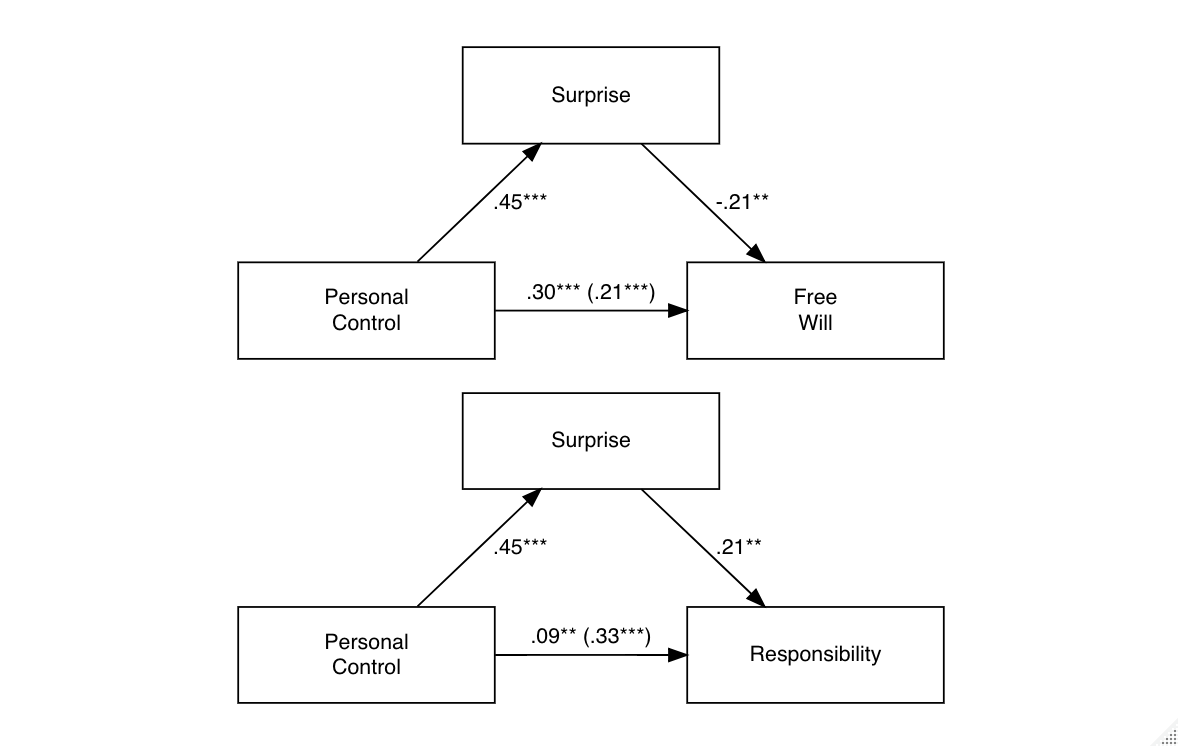 Surprise
.45***
-.21**
Personal
Control
.30*** (.21***)
Free
Will
Surprise
.45***
.21**
Personal
Control
.09** (.33***)
Responsibility